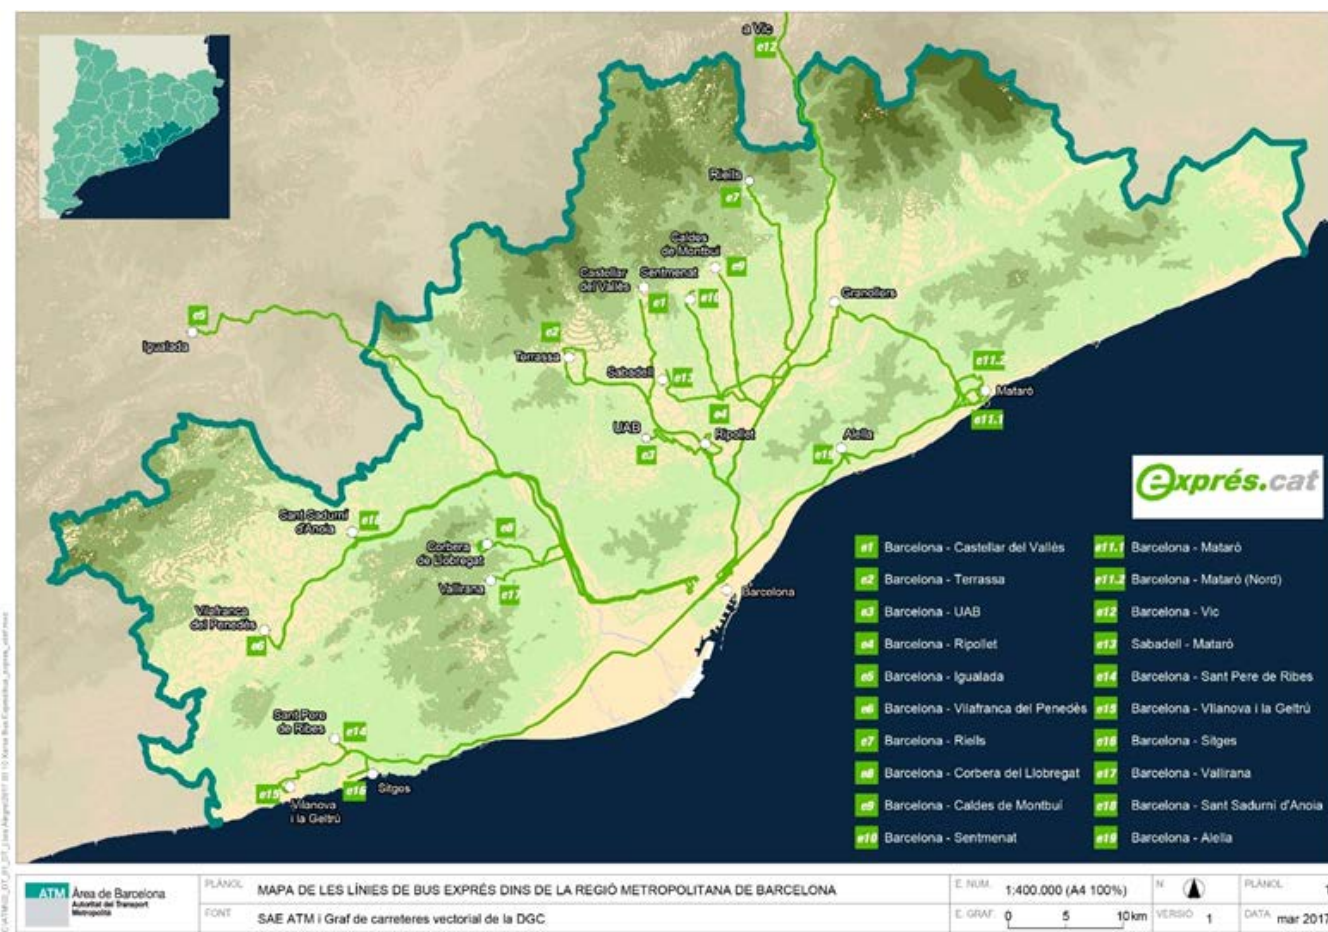 a Vic
e12
Riells
e7
Caldes
de Montbui
e9
Castellar
del Vallès
Sentmenat
e1
e10
Granollers
e5
Igualada
e2
Terrassa
Sabadell
e13
e11.2
Mataró
e11.1
e4
UAB
Ripollet
e3
Alella
e19
exprés.cat
Sant Sadurní
d'Anoia
e18
Corbera
de Llobregat
e8
Vallirana
e17
Barcelona
Vilafranca
del Penedès
e6
Sant Pere
de Ribes
e14
e15
Vilanova
i la Geltrú
e16
Sitges
e1 Barcelona - Castellar del Vallès
e2 Barcelona - Terrassa
e3 Barcelona - UAB
e4 Barcelona - Ripollet
e5 Barcelona - Igualada
e6 Barcelona - Vilafranca del Penedès
e7 Barcelona - Riells
e8 Barcelona - Corbera del Llobregat
e9 Barcelona - Caldes de Montbuí
e10 Barcelona - Sentmenat
e11.1 Barcelona - Mataró
e11.2 Barcelona - Mataró (Nord)
e12 Barcelona - Vic
e13 Sabadell - Mataró
e14 Barcelona - Sant Pere de Ribes
e15 Barcelona - Vilanova i la Geltrú
e16 Barcelona - Sitges
e17 Barcelona - Vallirana
e18 Barcelona - Sant Sadurní d'Anoia
e19 Barcelona - Alella
ATM Àrea de Barcelona
Autoritat del Transport
Metropolità
PLÀNOL MAPA DE LES LÍNIES DE BUS EXPRÉS DINS DE LA REGIÓ METROPOLITANA DE BARCELONA
FONT SAE ATM i Graf de carreteres vectorial de la DGC
E. NUM. 1:400.000 (A4 100%)
E. GRAF. 0 5 10 km
N
VERSIÓ 1
PLÀNOL 1
DATA mar 2017